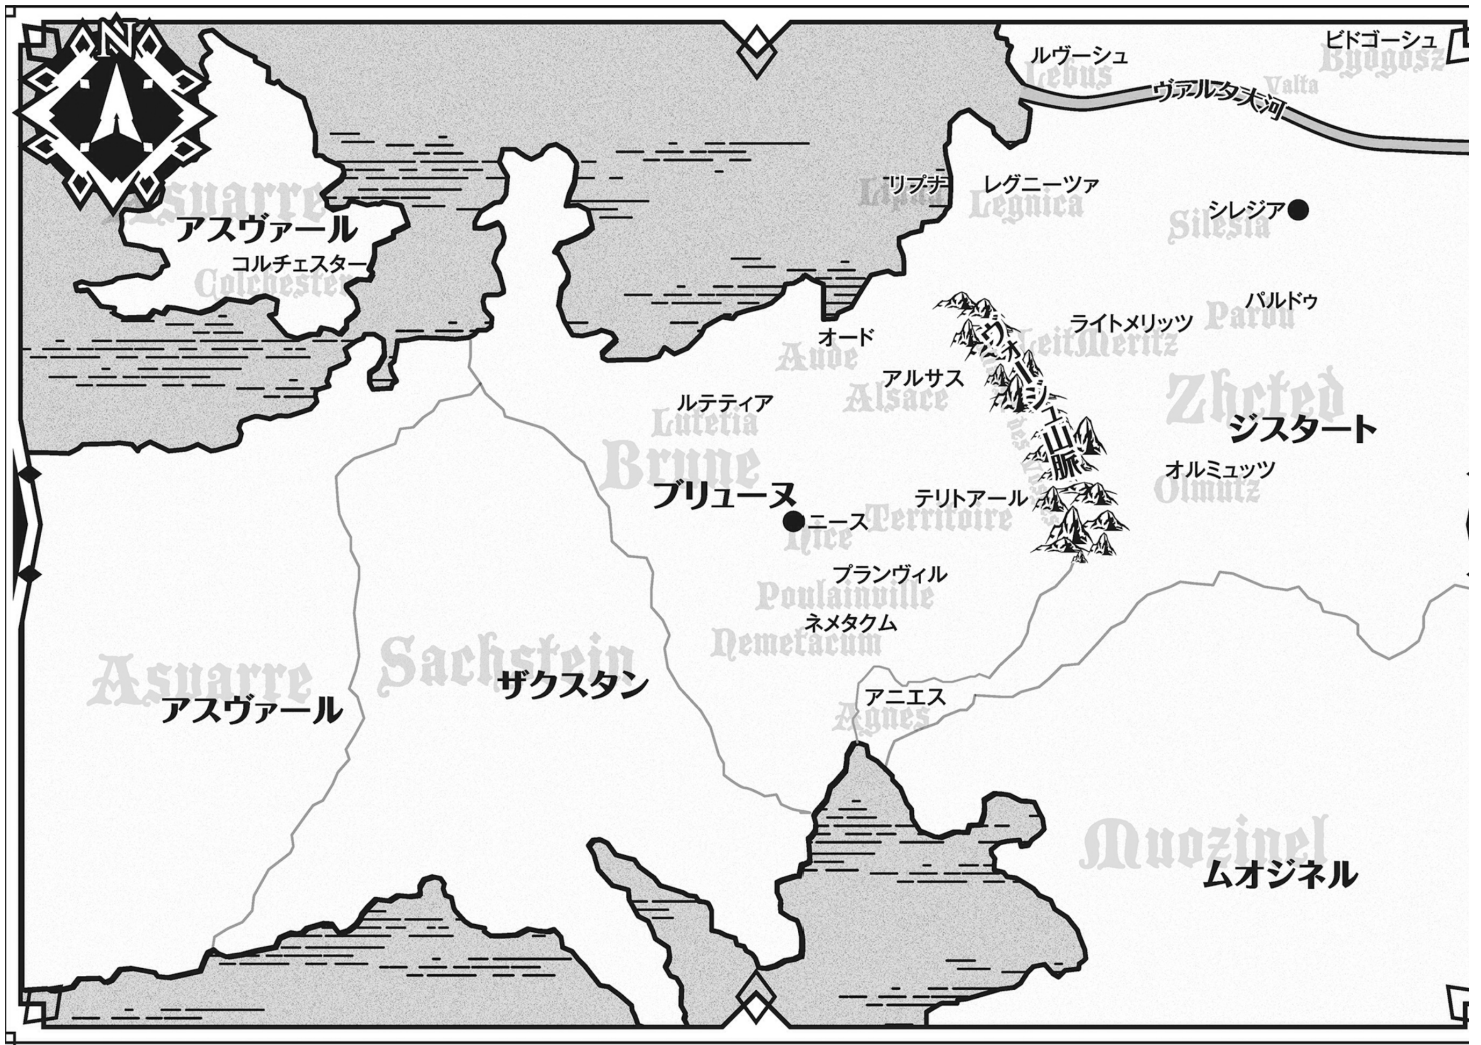 N
ルヴーシュ
Lebus
ビドゴーシュ
Bydgosz
ヴァルタ大河
Valta
リプナ
Lipna
レグニーツァ
Legnica
シレジア
Silesia
Asvarre
アスヴァール
コルチェスター
Colchester
オード
Aude
アルサス
Alsace
ヴォージュ山脈
ライトメリッツ
LeitMeritz
パルドゥ
Pardu
Zhcted
ジスタート
ルテティア
Lutetia
Brune
ブリューヌ
ニース
Nice
テリトアール
Territoire
オルミュッツ
Olmutz
プランヴィル
Poulainville
ネメタクム
Nemetacum
Asvarre
アスヴァール
Sachstein
ザクスタン
アニエス
Agnes
Muozinel
ムオジネル